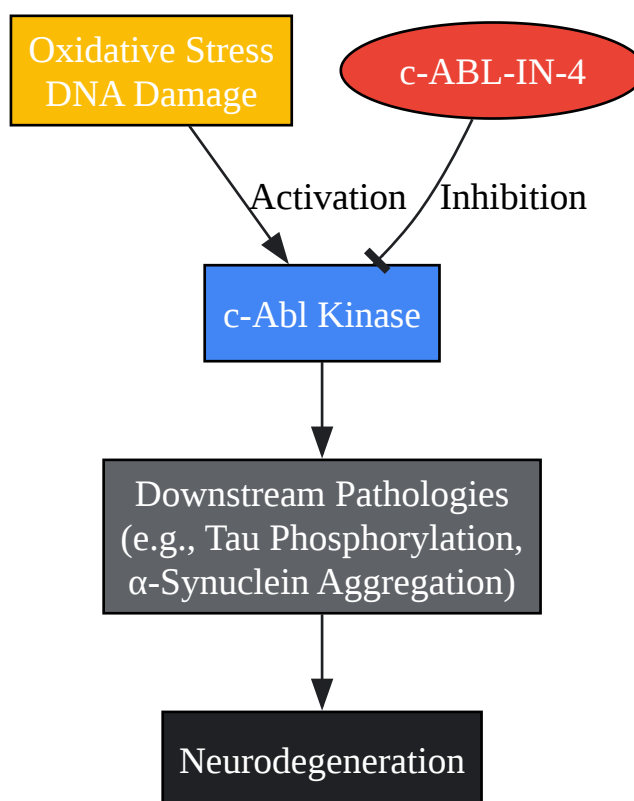 Oxidative Stress
DNA Damage
c-ABL-IN-4
Activation
Inhibition
c-Abl Kinase
Downstream Pathologies
(e.g., Tau Phosphorylation,
α-Synuclein Aggregation)
Neurodegeneration